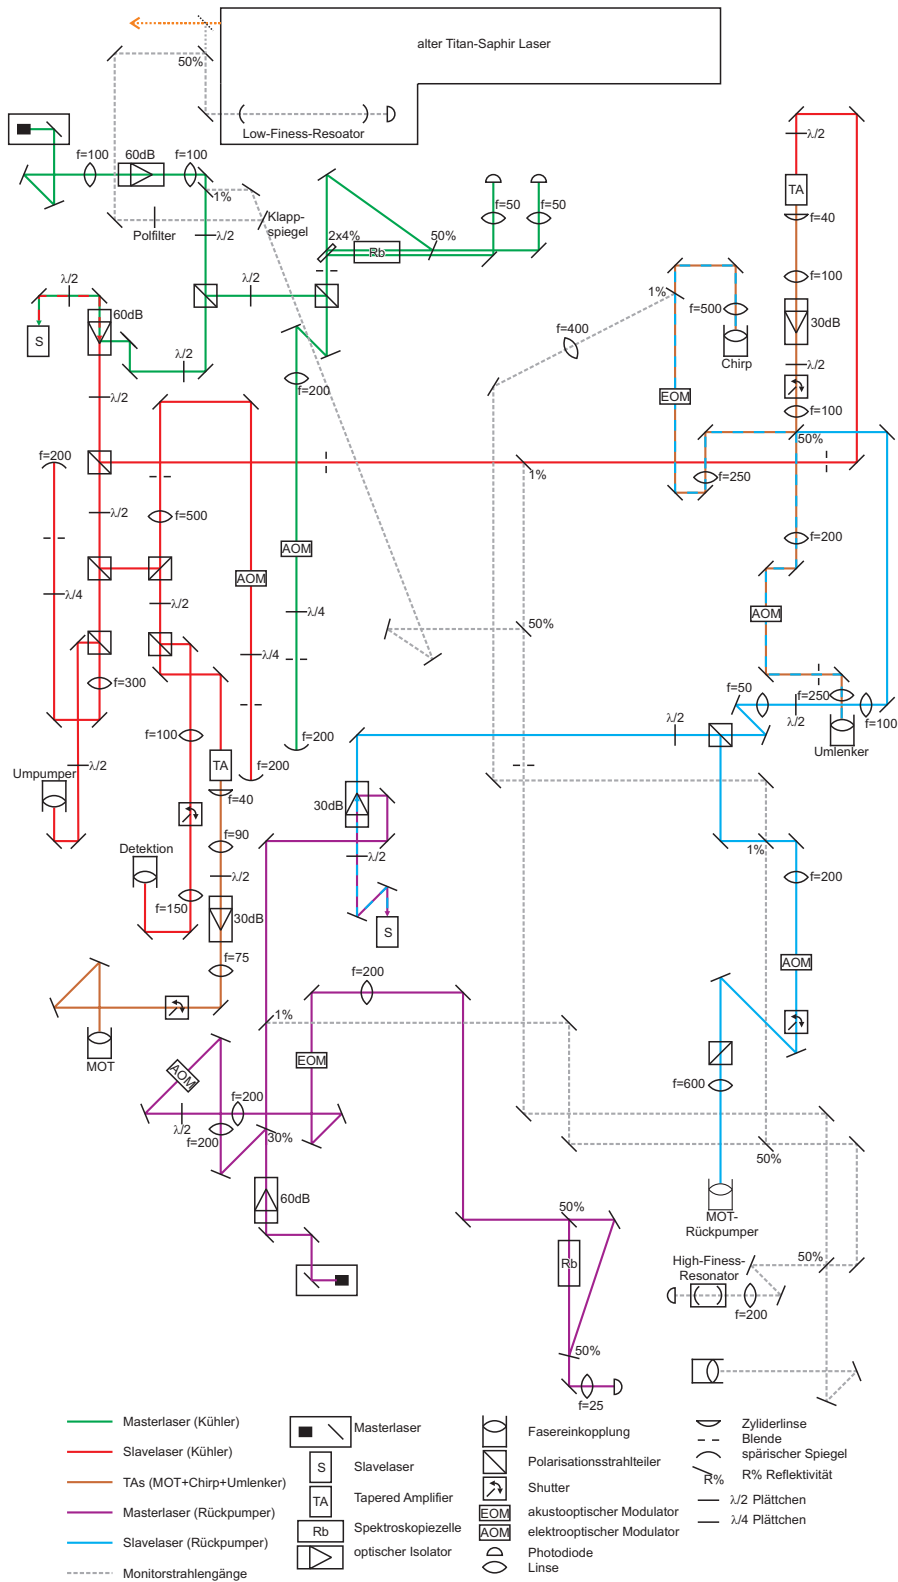 alter Titan-Saphir Laser
50%
Low-Finess-Resoator
f=100
60dB
f=100
1%
Polfilter
λ/2
Klapp-
spiegel
2x4%
Rb
50%
f=50
f=50
λ/2
TA
f=40
f=100
30dB
λ/2
f=100
50%
λ/2
60dB
S
λ/2
λ/2
λ/2
f=200
1%
f=500
Chirp
f=400
EOM
f=250
f=200
f=200
λ/2
f=500
AOM
AOM
λ/4
λ/2
λ/4
λ/4
1%
50%
AOM
f=300
f=100
f=200
f=200
TA
f=40
Umpumper
λ/2
f=50
λ/2
f=250
f=100
Umlenker
λ/2
30dB
λ/2
S
f=90
λ/2
Detektion
f=150
30dB
f=75
1%
f=200
AOM
f=200
MOT
1%
EOM
AOM
λ/2
f=200
f=200
30%
60dB
f=600
MOT-
Rückpumper
50%
50%
Rb
50%
f=25
High-Finess-
Resonator
50%
f=200
Masterlaser (Kühler)
Slavelaser (Kühler)
TAs (MOT+Chirp+Umlenker)
Masterlaser (Rückpumper)
Slavelaser (Rückpumper)
Monitorstrahlengänge
Masterlaser
S
Slavelaser
TA
Tapered Amplifier
Rb
Spektroskopiezelle
optischer Isolator
Fasereinkopplung
Polarisationsstrahlteiler
Shutter
EOM
akustooptischer Modulator
AOM
elektrooptischer Modulator
Photodiode
Linse
Zyliderlinse
Blende
spärischer Spiegel
R%
R% Reflektivität
λ/2 Plättchen
λ/4 Plättchen